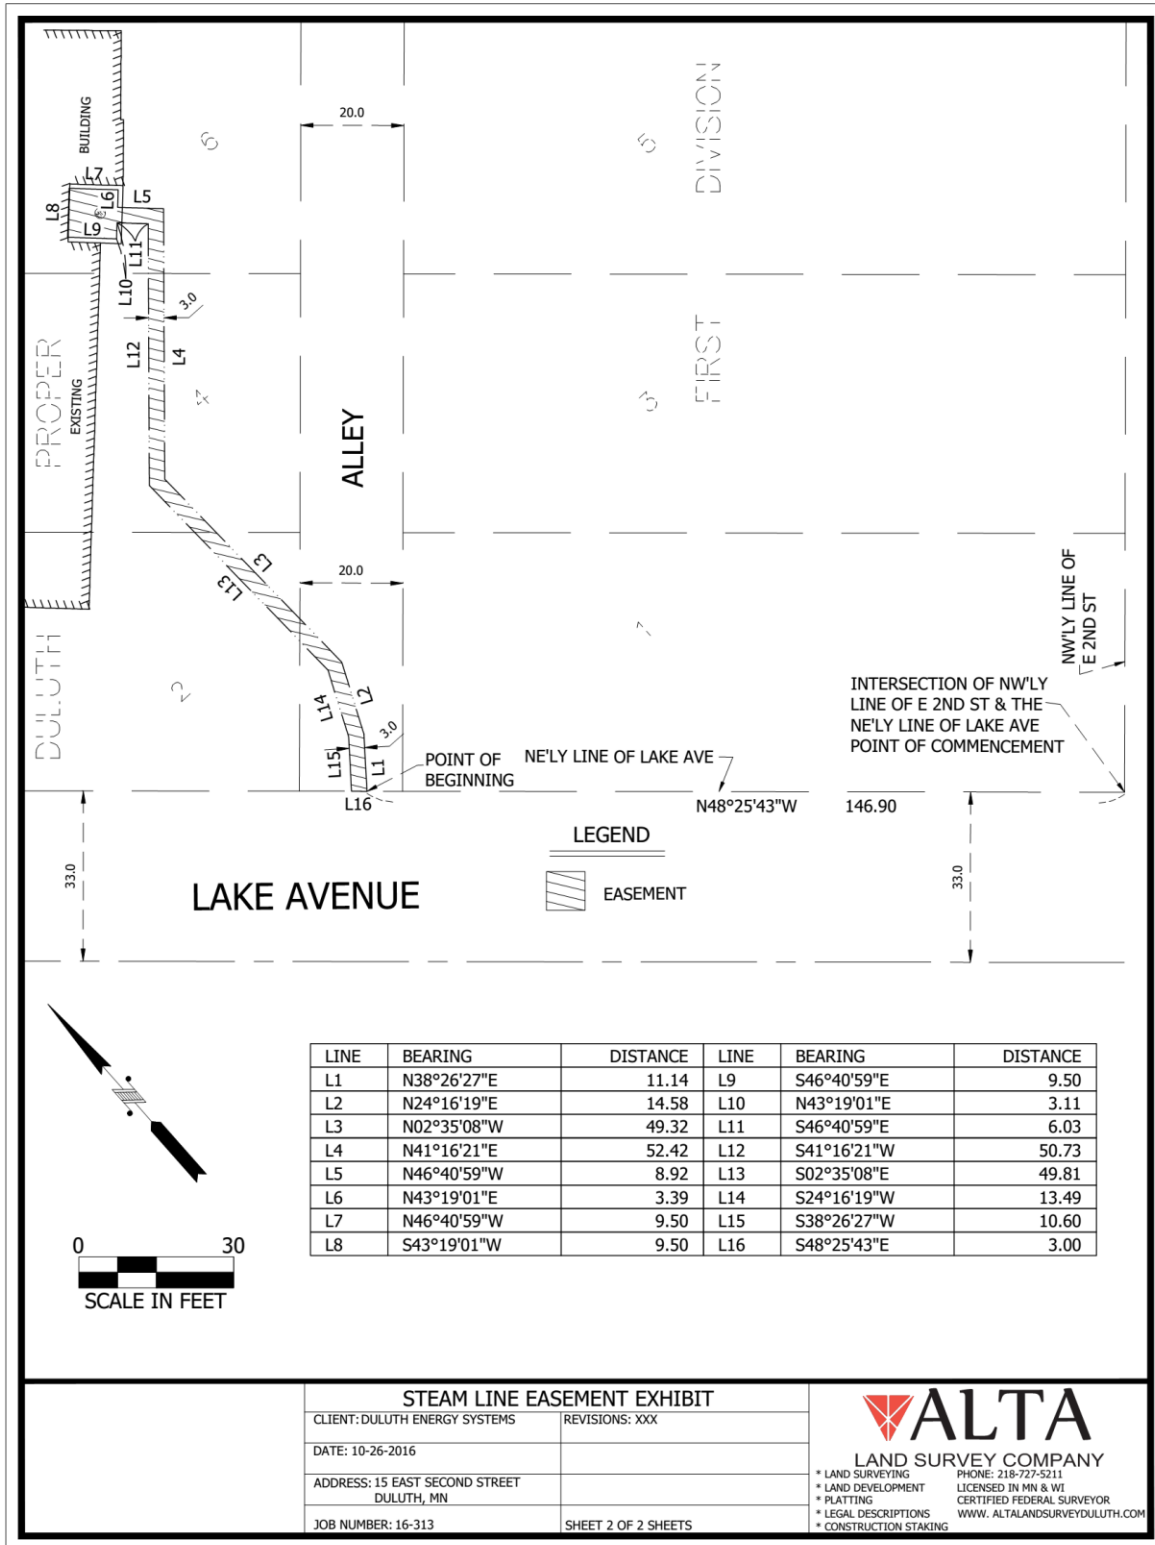 BUILDING
6
20.0
5
DIVISION
L7
L6
L5
L8
L9
L11
L10
3.0
L12
L4
PROPER
EXISTING
4
3
FIRST
ALLEY
L3
L13
20.0
1
NW'LY LINE OF
E 2ND ST
DULUTH
2
L14
L2
3.0
L15
L1
L16
POINT OF
BEGINNING
NE'LY LINE OF LAKE AVE
INTERSECTION OF NW'LY
LINE OF E 2ND ST & THE
NE'LY LINE OF LAKE AVE
POINT OF COMMENCEMENT
N48°25'43"W 146.90
LEGEND
EASEMENT
33.0
33.0
LAKE AVENUE
LINE BEARING DISTANCE LINE BEARING DISTANCE
L1 N38°26'27"E 11.14 L9 S46°40'59"E 9.50
L2 N24°16'19"E 14.58 L10 N43°19'01"E 3.11
L3 N02°35'08"W 49.32 L11 S46°40'59"E 6.03
L4 N41°16'21"E 52.42 L12 S41°16'21"W 50.73
L5 N46°40'59"W 8.92 L13 S02°35'08"E 49.81
L6 N43°19'01"E 3.39 L14 S24°16'19"W 13.49
L7 N46°40'59"W 9.50 L15 S38°26'27"W 10.60
L8 S43°19'01"W 9.50 L16 S48°25'43"E 3.00
0 30
SCALE IN FEET
STEAM LINE EASEMENT EXHIBIT
CLIENT: DULUTH ENERGY SYSTEMS
REVISIONS: XXX
DATE: 10-26-2016
ADDRESS: 15 EAST SECOND STREET
DULUTH, MN
JOB NUMBER: 16-313
SHEET 2 OF 2 SHEETS
ALTA
LAND SURVEY COMPANY
* LAND SURVEYING
* LAND DEVELOPMENT
* PLATTING
* LEGAL DESCRIPTIONS
* CONSTRUCTION STAKING
PHONE: 218-727-5211
LICENSED IN MN & WI
CERTIFIED FEDERAL SURVEYOR
WWW. ALTALANDSURVEYDULUTH.COM